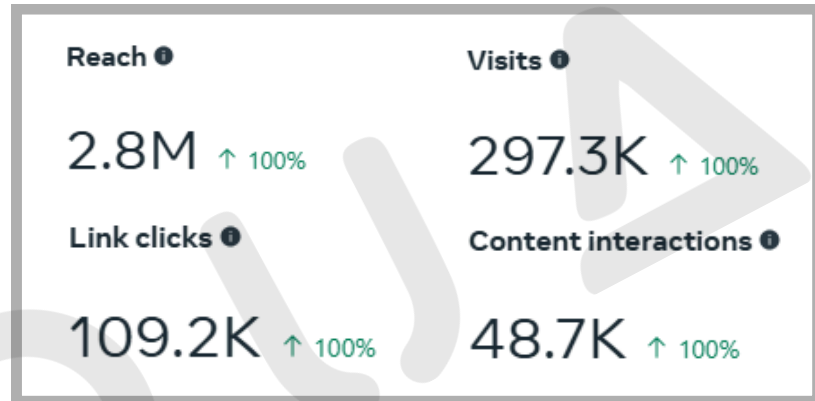 Reach
Visits
2.8M ↑ 100%
297.3K ↑ 100%
Link clicks
Content interactions
109.2K ↑ 100%
48.7K ↑ 100%